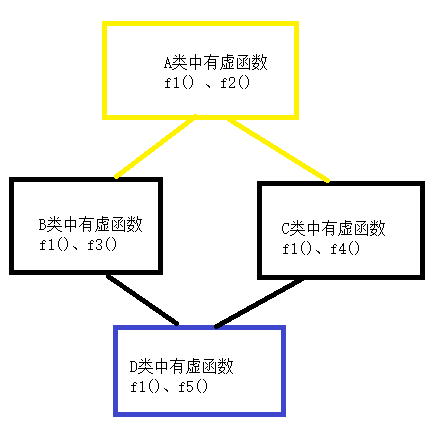 A类中有虚函数
f1() 、f2()
B类中有虚函数
f1()、f3()
C类中有虚函数
f1()、f4()
D类中有虚函数
f1()、f5()